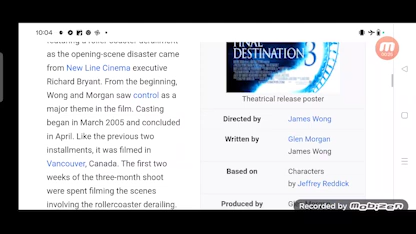 10:04
featuring a roller coaster derailment
as the opening-scene disaster came
from New Line Cinema executive
Richard Bryant. From the beginning,
Wong and Morgan saw control as a
major theme in the film. Casting
began in March 2005 and concluded
in April. Like the previous two
installments, it was filmed in
Vancouver, Canada. The first two
weeks of the three-month shoot
were spent filming the scenes
involving the rollercoaster derailing.
FINAL
DESTINATION 3
Theatrical release poster
Directed by James Wong
Written by Glen Morgan
James Wong
Based on Characters
by Jeffrey Reddick
Produced by
Recorded by Mobizen